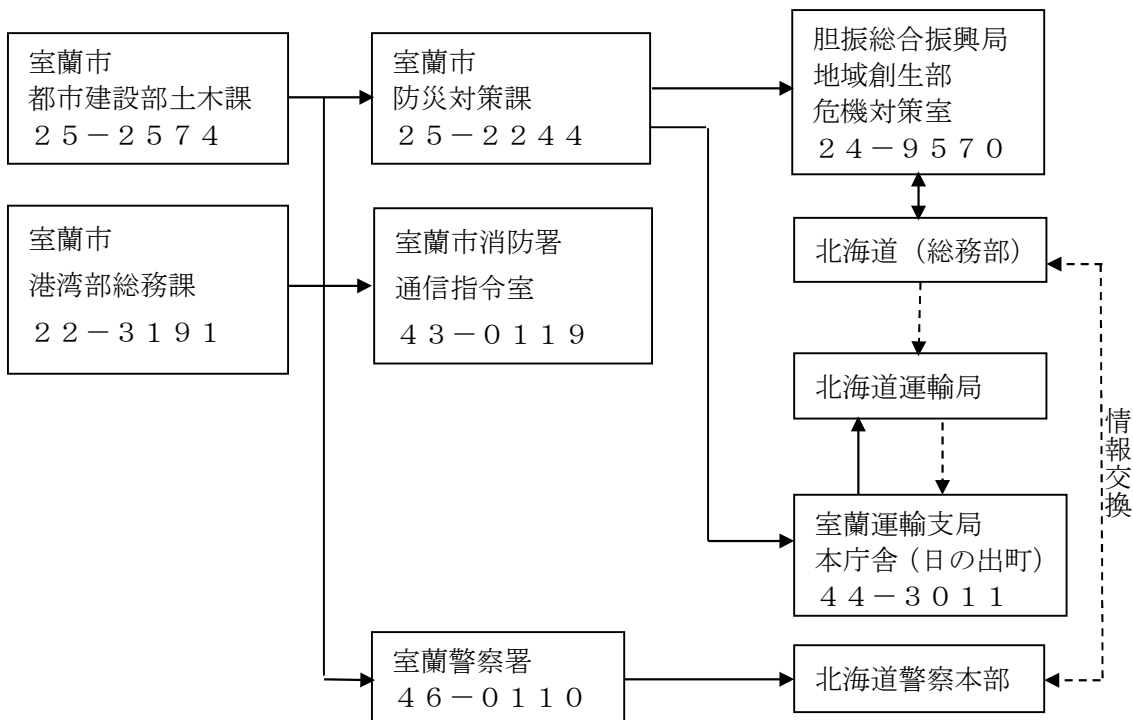 室蘭市
都市建設部土木課
２５－２５７４
室蘭市
防災対策課
２５－２２４４
胆振総合振興局
地域創生部
危機対策室
２４－９５７０
室蘭市
港湾部総務課
２２－３１９１
室蘭市消防署
通信指令室
４３－０１１９
北海道（総務部）
北海道運輸局
情報交換
室蘭運輸支局
本庁舎（日の出町）
４４－３０１１
室蘭警察署
４６－０１１０
北海道警察本部